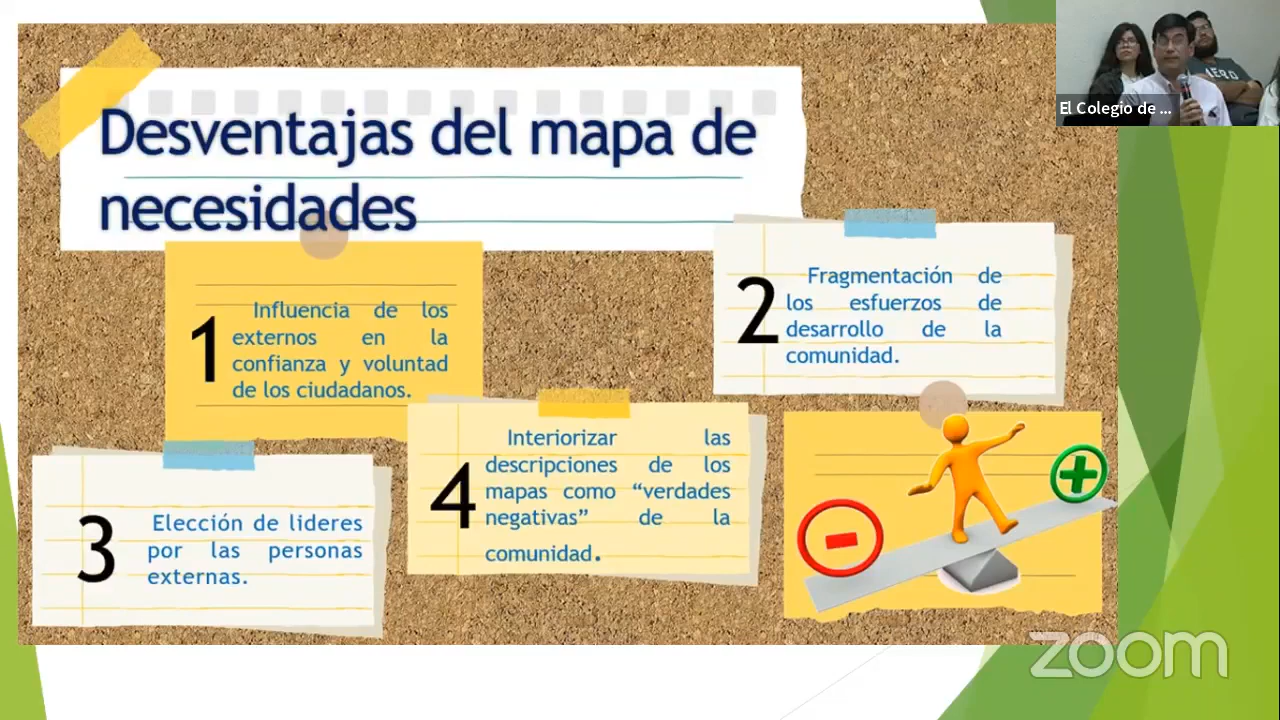 Desventajas del mapa de
necesidades
1
Influencia de los
externos en la
confianza y voluntad
de los ciudadanos.
2
Fragmentación de
los esfuerzos de
desarrollo de la
comunidad.
3
Elección de lideres
por las personas
externas.
4
Interiorizar las
descripciones de los
mapas como “verdades
negativas” de la
comunidad.
El Colegio de ...
AERO
zoom